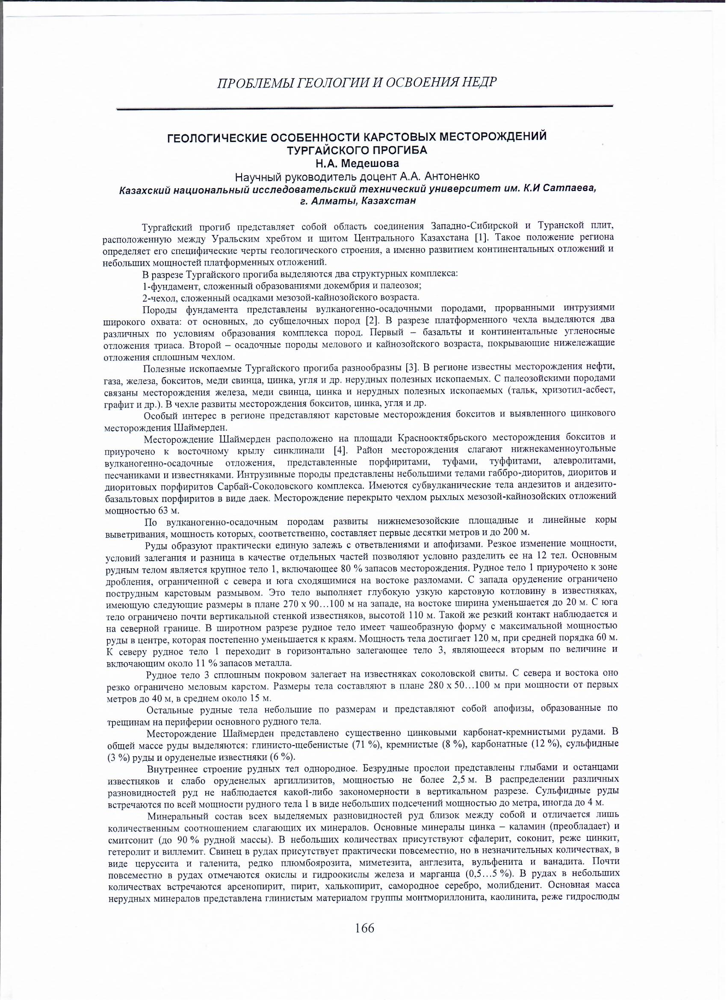 ПРОБЛЕМЫ ГЕОЛОГИИ И ОСВОЕНИЯ НЕДР
ГЕОЛОГИЧЕСКИЕ ОСОБЕННОСТИ КАРСТОВЫХ МЕСТОРОЖДЕНИЙ
ТУРГАЙСКОГО ПРОГИБА
Н.А. Медешова
Научный руководитель доцент А.А. Антоненко
Казахский национальный исследовательский технический университет им. К.И Сатпаева,
г. Алматы, Казахстан
Тургайский прогиб представляет собой область соединения Западно-Сибирской и Туранской плит,
расположенную между Уральским хребтом и щитом Центрального Казахстана [1]. Такое положение региона
определяет его специфические черты геологического строения, а именно развитием континентальных отложений и
небольших мощностей платформенных отложений.
В разрезе Тургайского прогиба выделяются два структурных комплекса:
1-фундамент, сложенный образованиями докембрия и палеозоя;
2-чехол, сложенный осадками мезозой-кайнозойского возраста.
Породы фундамента представлены вулканогенно-осадочными породами, прорванными интрузиями
широкого охвата: от основных, до субщелочных пород [2]. В разрезе платформенного чехла выделяются два
различных по условиям образования комплекса пород. Первый – базальты и континентальные угленосные
отложения триаса. Второй – осадочные породы мелового и кайнозойского возраста, покрывающие нижележащие
отложения сплошным чехлом.
Полезные ископаемые Тургайского прогиба разнообразны [3]. В регионе известны месторождения нефти,
газа, железа, бокситов, меди свинца, цинка, угля и др. нерудных полезных ископаемых. С палеозойскими породами
связаны месторождения железа, меди свинца, цинка и нерудных полезных ископаемых (тальк, хризотил-асбест,
графит и др.). В чехле развиты месторождения бокситов, цинка, угля и др.
Особый интерес в регионе представляют карстовые месторождения бокситов и выявленного цинкового
месторождения Шаймерден.
Месторождение Шаймерден расположено на площади Краснооктябрьского месторождения бокситов и
приурочено к восточному крылу синклинали [4]. Район месторождения слагают нижнекаменноугольные
вулканогенно-осадочные отложения, представленные порфиритами, туфами, туффитами, алевролитами,
песчаниками и известняками. Интрузивные породы представлены небольшими телами габбро-диоритов, диоритов и
диоритовых порфиритов Сарбай-Соколовского комплекса. Имеются субвулканические тела андезитов и андезито-
базальтовых порфиритов в виде даек. Месторождение перекрыто чехлом рыхлых мезозой-кайнозойских отложений
мощностью 63 м.
По вулканогенно-осадочным породам развиты нижнемезозойские площадные и линейные коры
выветривания, мощность которых, соответственно, составляет первые десятки метров и до 200 м.
Руды образуют практически единую залежь с ответвлениями и апофизами. Резкое изменение мощности,
условий залегания и разница в качестве отдельных частей позволяют условно разделить ее на 12 тел. Основным
рудным телом является крупное тело 1, включающее 80 % запасов месторождения. Рудное тело 1 приурочено к зоне
дробления, ограниченной с севера и юга сходящимися на востоке разломами. С запада оруденение ограничено
пострудным карстовым размывом. Это тело выполняет глубокую узкую карстовую котловину в известняках,
имеющую следующие размеры в плане 270 х 90…100 м на западе, на востоке ширина уменьшается до 20 м. С юга
тело ограничено почти вертикальной стенкой известняков, высотой 110 м. Такой же резкий контакт наблюдается и
на северной границе. В широтном разрезе рудное тело имеет чашеобразную форму с максимальной мощностью
руды в центре, которая постепенно уменьшается к краям. Мощность тела достигает 120 м, при средней порядка 60 м.
К северу рудное тело 1 переходит в горизонтально залегающее тело 3, являющееся вторым по величине и
включающим около 11 % запасов металла.
Рудное тело 3 сплошным покровом залегает на известняках соколовской свиты. С севера и востока оно
резко ограничено меловым карстом. Размеры тела составляют в плане 280 х 50…100 м при мощности от первых
метров до 40 м, в среднем около 15 м.
Остальные рудные тела небольшие по размерам и представляют собой апофизы, образованные по
трещинам на периферии основного рудного тела.
Месторождение Шаймерден представлено существенно цинковыми карбонат-кремнистыми рудами. В
общей массе руды выделяются: глинисто-щебенистые (71 %), кремнистые (8 %), карбонатные (12 %), сульфидные
(3 %) руды и оруденелые известняки (6 %).
Внутреннее строение рудных тел однородное. Безрудные прослои представлены глыбами и останцами
известняков и слабо оруденелых аргиллизитов, мощностью не более 2,5 м. В распределении различных
разновидностей руд не наблюдается какой-либо закономерности в вертикальном разрезе. Сульфидные руды
встречаются по всей мощности рудного тела 1 в виде небольших подсечений мощностью до метра, иногда до 4 м.
Минеральный состав всех выделяемых разновидностей руд близок между собой и отличается лишь
количественным соотношением слагающих их минералов. Основные минералы цинка – каламин (преобладает) и
смитсонит (до 90 % рудной массы). В небольших количествах присутствуют сфалерит, соконит, реже цинкит,
гетеролит и виллемит. Свинец в рудах присутствует практически повсеместно, но в незначительных количествах, в
виде церуссита и галенита, редко плюмбоярозита, миметезита, англезита, вульфенита и ванадита. Почти
повсеместно в рудах отмечаются окислы и гидроокислы железа и марганца (0,5…5 %). В рудах в небольших
количествах встречаются арсенопирит, пирит, халькопирит, самородное серебро, молибденит. Основная масса
нерудных минералов представлена глинистым материалом группы монтмориллонита, каолинита, реже гидрослюды
166